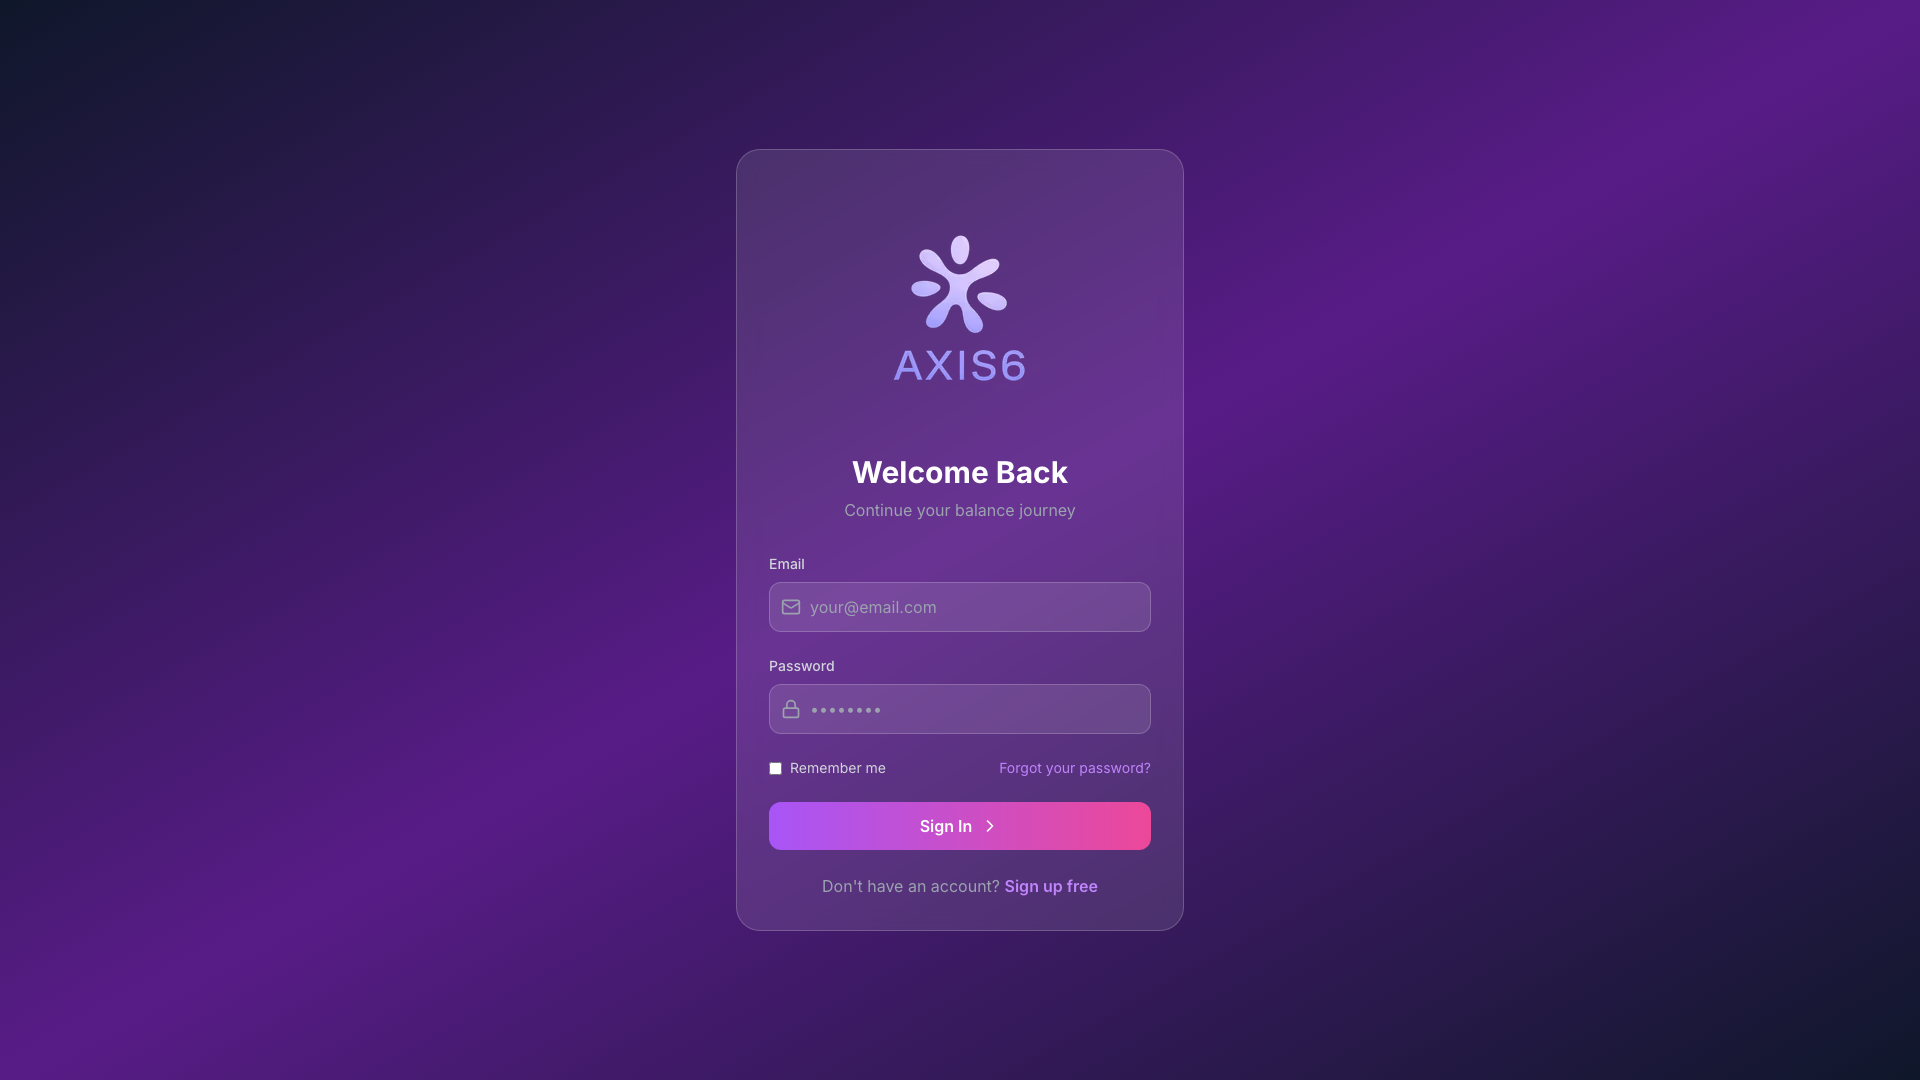 AXIS6
Welcome Back
Continue your balance journey
Email
your@email.com
Password
••••••••
Remember me
Forgot your password?
Sign In
Don't have an account? Sign up free